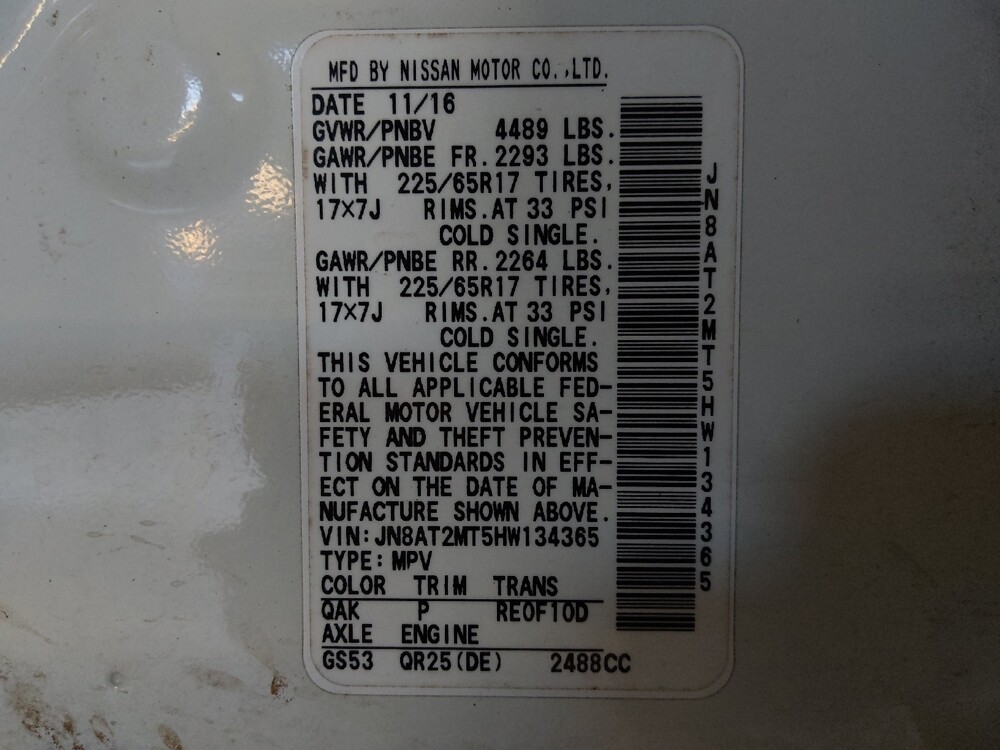 MFD BY NISSAN MOTOR CO.,LTD.
DATE 11/16
GVWR/PNBV 4489 LBS.
GAWR/PNBE FR. 2293 LBS.
WITH 225/65R17 TIRES,
17×7J RIMS.AT 33 PSI
COLD SINGLE.
GAWR/PNBE RR. 2264 LBS.
WITH 225/65R17 TIRES,
17×7J RIMS.AT 33 PSI
COLD SINGLE.
THIS VEHICLE CONFORMS
TO ALL APPLICABLE FED-
ERAL MOTOR VEHICLE SA-
FETY AND THEFT PREVEN-
TION STANDARDS IN EFF-
ECT ON THE DATE OF MA-
NUFACTURE SHOWN ABOVE.
VIN:JN8AT2MT5HW134365
TYPE:MPV
COLOR TRIM TRANS
QAK P RE0F10D
AXLE ENGINE
GS53 QR25(DE) 2488CC
JN8AT2MT5HW134365